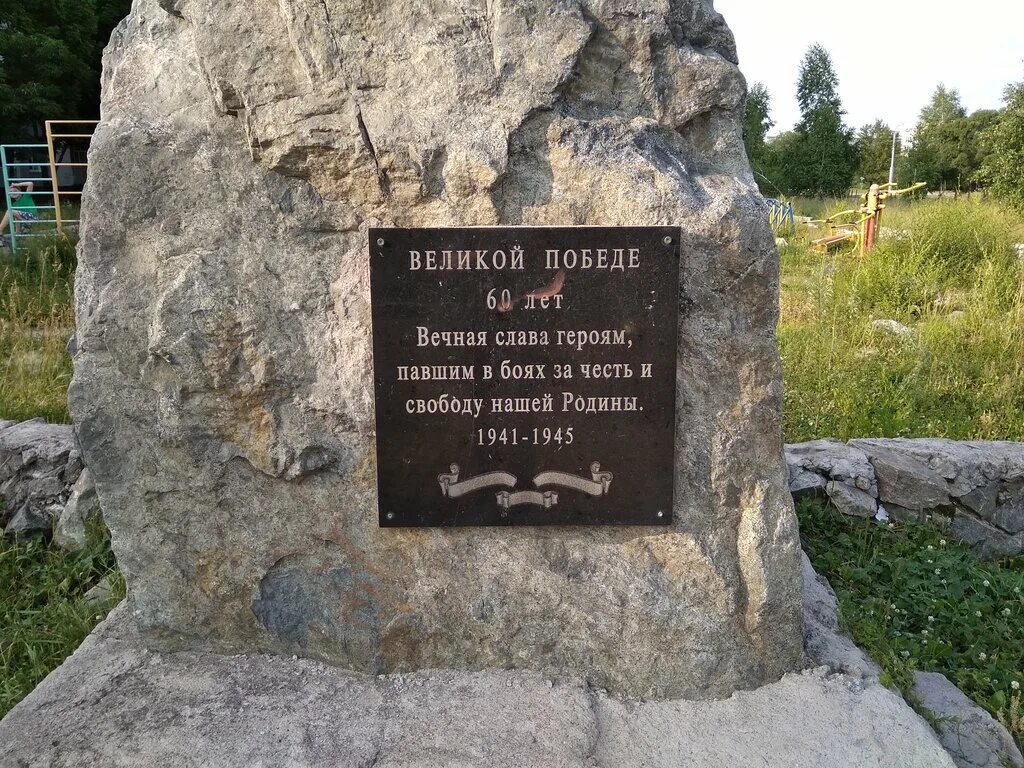 ВЕЛИКОЙ ПОБЕДЕ
60 лет
Вечная слава героям,
павшим в боях за честь и
свободу нашей Родины.
1941-1945